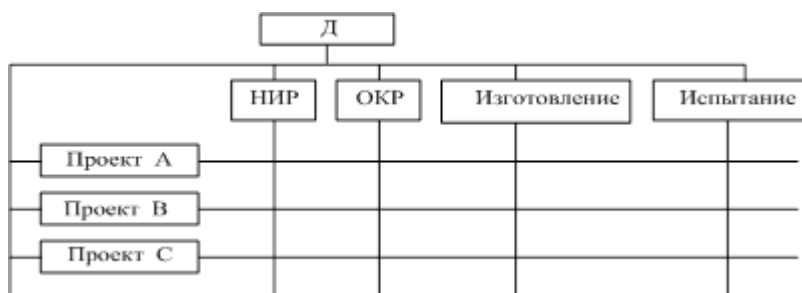 Д
НИР
ОКР
Изготовление
Испытание
Проект А
Проект В
Проект С